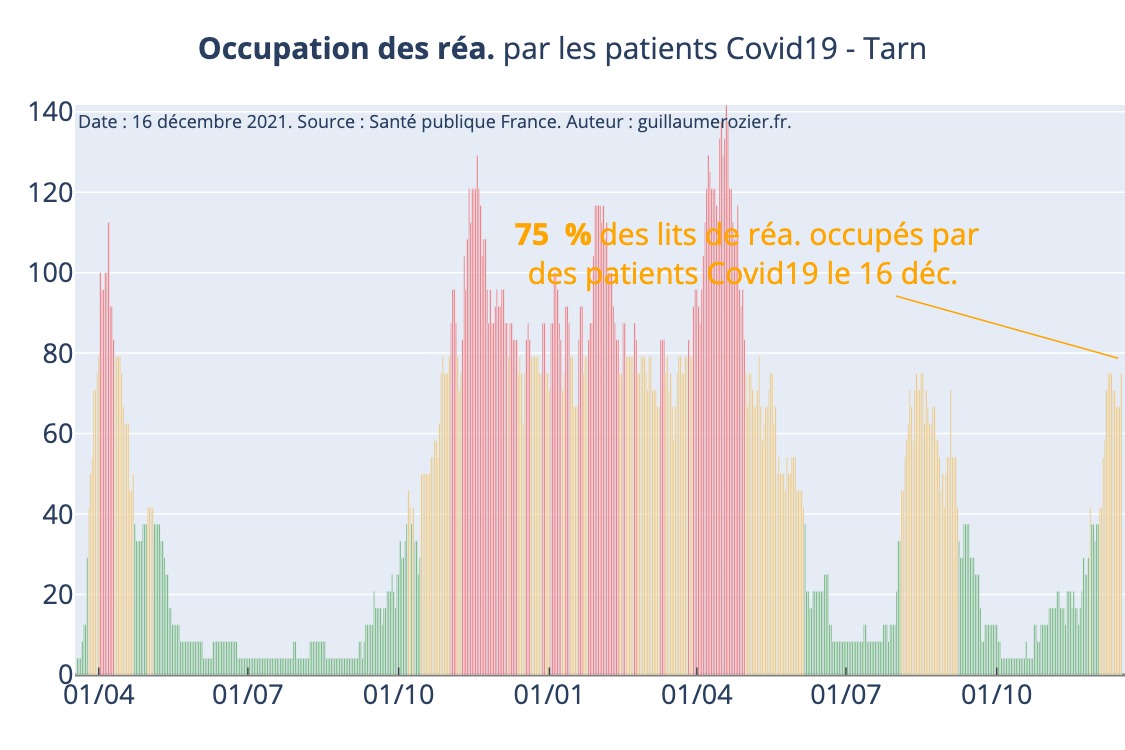 Occupation des réa. par les patients Covid19 - Tarn
140
Date : 16 décembre 2021. Source : Santé publique France. Auteur : guillaumerozier.fr.
120
75 % des lits de réa. occupés par
des patients Covid19 le 16 déc.
100
80
60
40
20
0
01/04 01/07 01/10 01/01 01/04 01/07 01/10